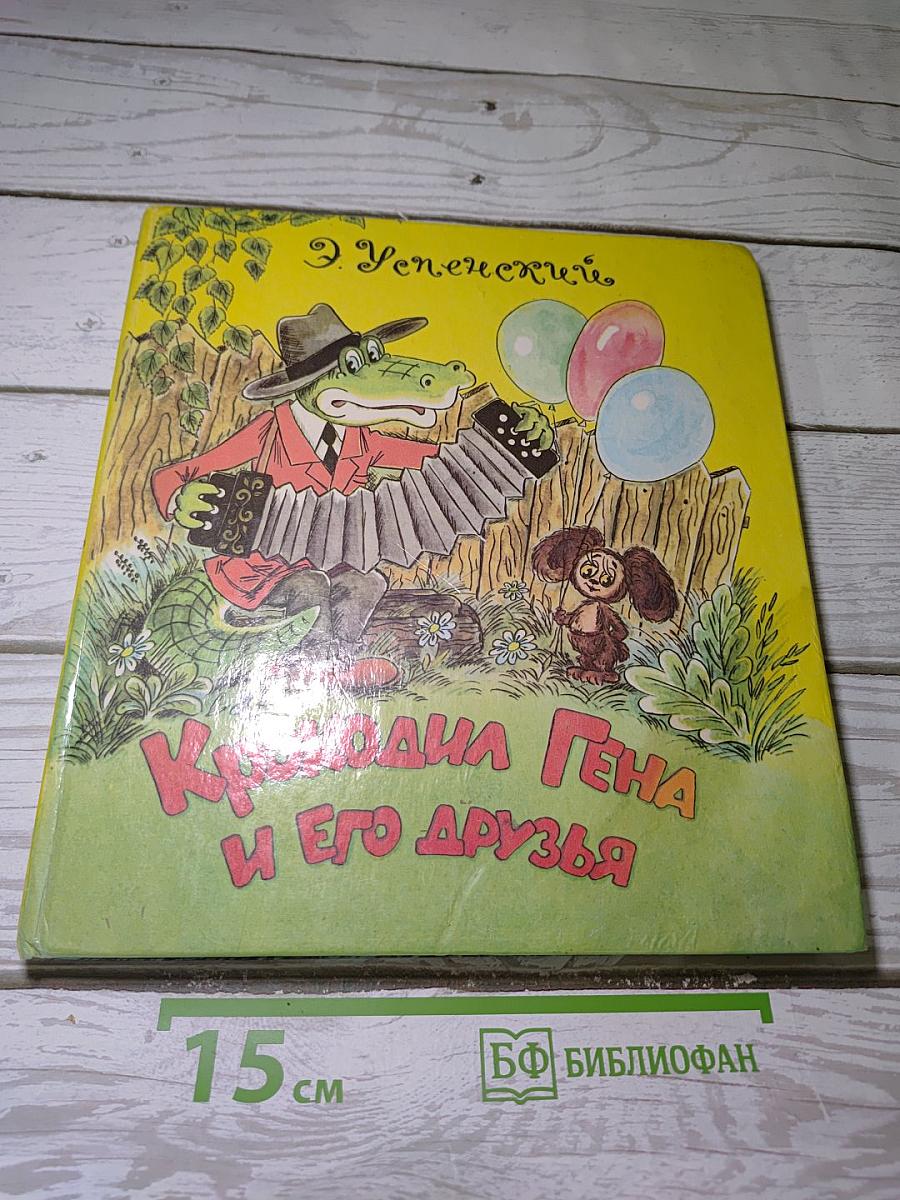 Э. Успенский
Крокодил Гена
и его друзья
15 см
БФ БИБЛИОФАН